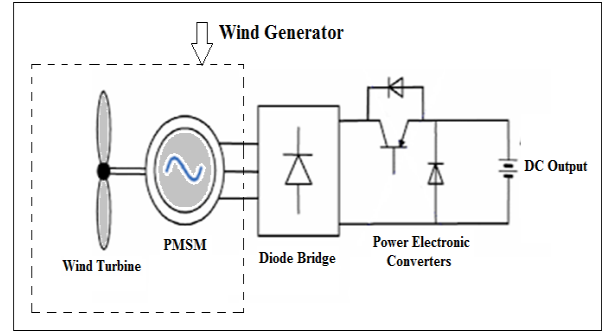 Wind Generator
DC Output
PMSM
Wind Turbine
Diode Bridge
Power Electronic
Converters